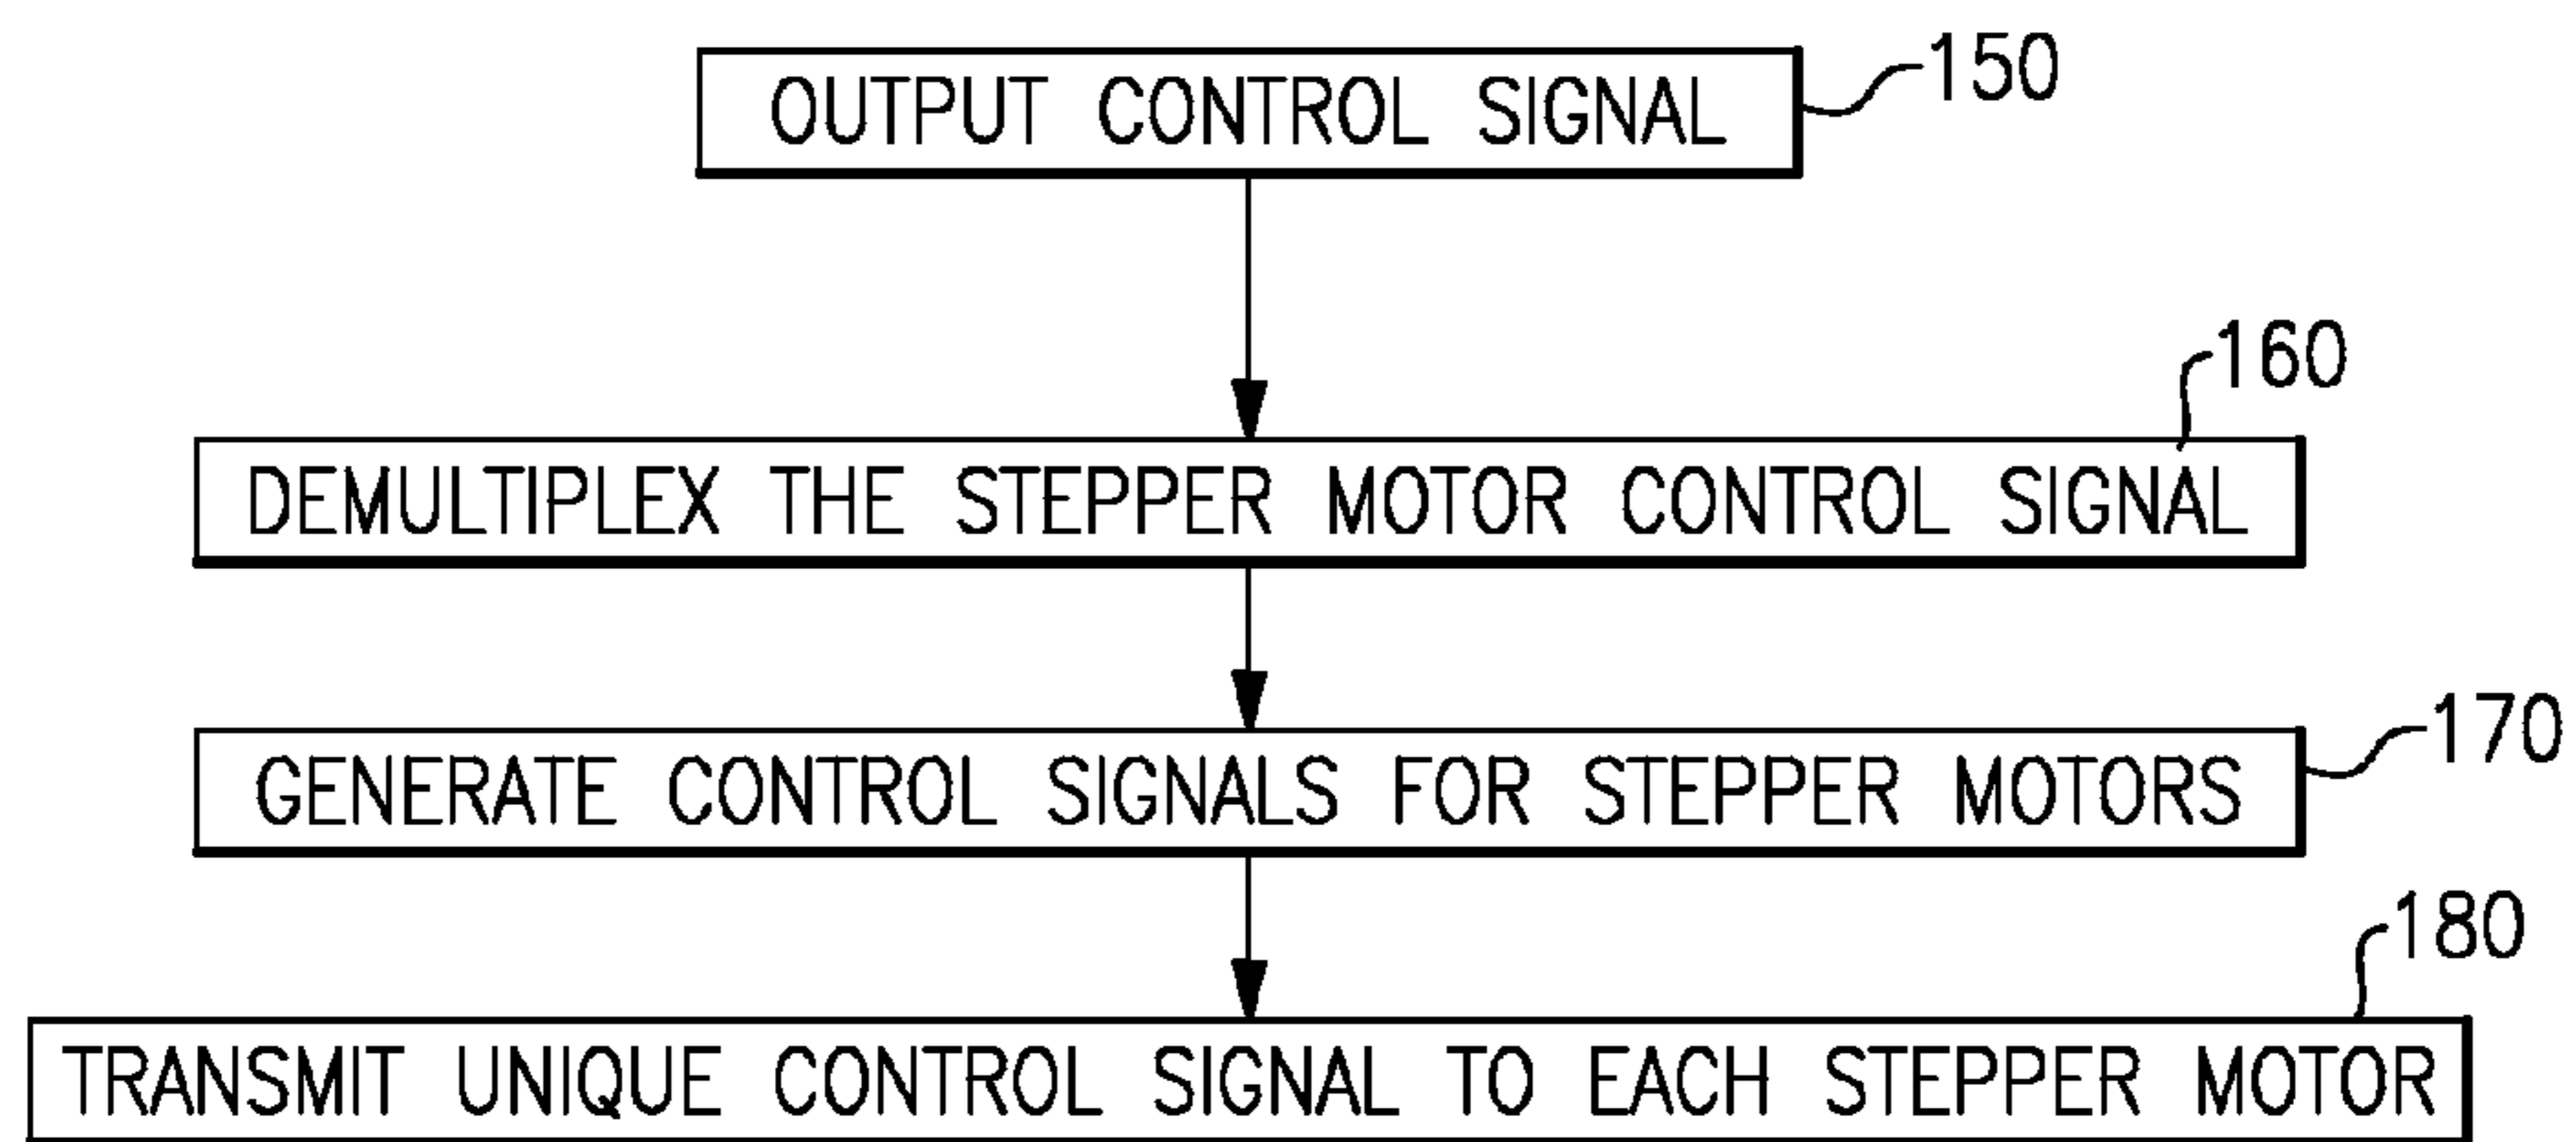 OUTPUT CONTROL SIGNAL
150
160
DEMULTIPLEX THE STEPPER MOTOR CONTROL SIGNAL
GENERATE CONTROL SIGNALS FOR STEPPER MOTORS
170
180
TRANSMIT UNIQUE CONTROL SIGNAL TO EACH STEPPER MOTOR